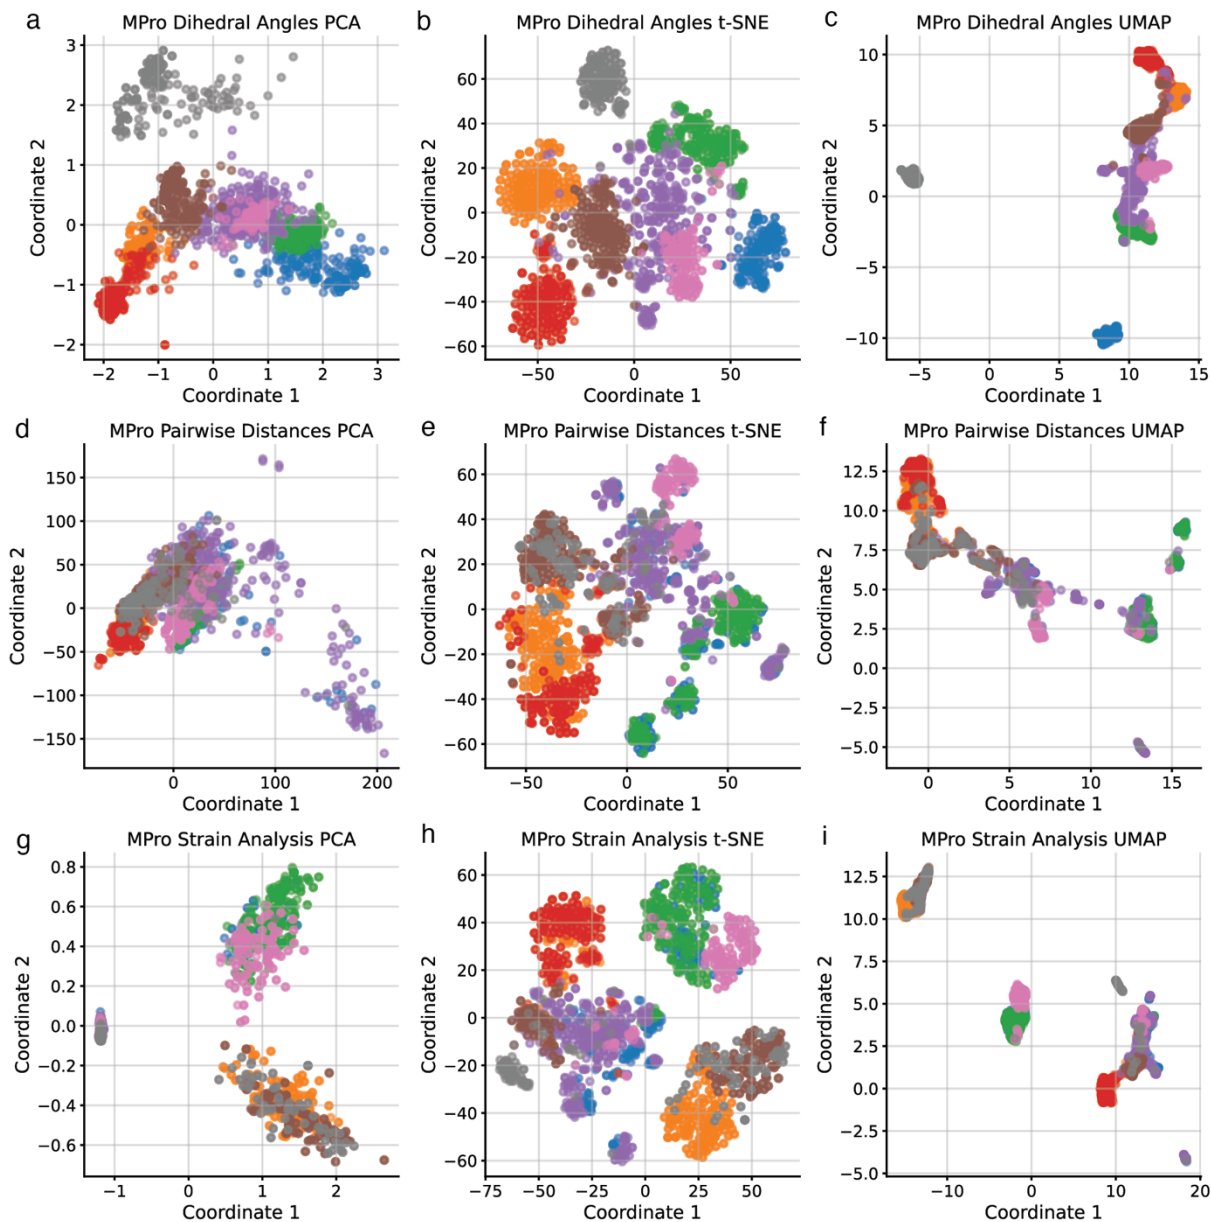 a
MPro Dihedral Angles PCA
3
2
1
0
−1
−2
Coordinate 2
−2 −1 0 1 2 3
Coordinate 1
b
MPro Dihedral Angles t-SNE
60
40
20
0
−20
−40
−60
Coordinate 2
−50 0 50
Coordinate 1
c
MPro Dihedral Angles UMAP
10
5
0
−5
−10
Coordinate 2
−5 0 5 10 15
Coordinate 1
d
MPro Pairwise Distances PCA
150
100
50
0
−50
−100
−150
Coordinate 2
0 100 200
Coordinate 1
e
MPro Pairwise Distances t-SNE
60
40
20
0
−20
−40
−60
Coordinate 2
−50 0 50
Coordinate 1
f
MPro Pairwise Distances UMAP
12.5
10.0
7.5
5.0
2.5
0.0
−2.5
−5.0
Coordinate 2
0 5 10 15
Coordinate 1
g
MPro Strain Analysis PCA
0.8
0.6
0.4
0.2
0.0
−0.2
−0.4
−0.6
Coordinate 2
−1 0 1 2
Coordinate 1
h
MPro Strain Analysis t-SNE
60
40
20
0
−20
−40
−60
Coordinate 2
−75 −50 −25 0 25 50
Coordinate 1
i
MPro Strain Analysis UMAP
12.5
10.0
7.5
5.0
2.5
0.0
−2.5
−5.0
Coordinate 2
−10 0 10 20
Coordinate 1